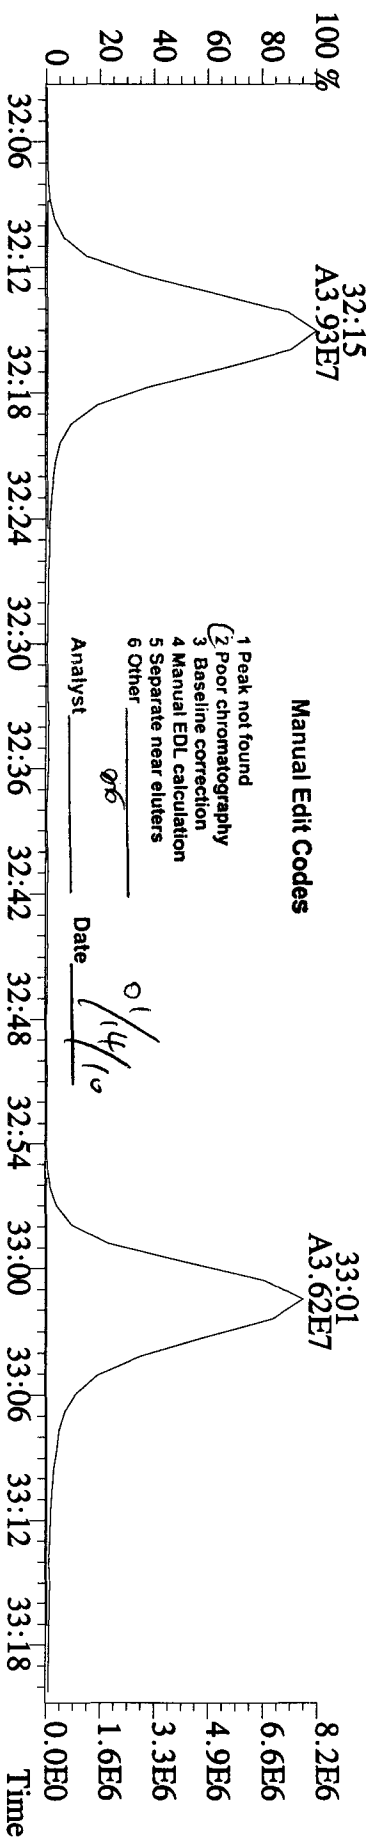 100 %
80
60
40
20
0
32:15
A3.93E7
33:01
A3.62E7
8.2E6
6.6E6
4.9E6
3.3E6
1.6E6
0.0E0
Manual Edit Codes
1 Peak not found
2 Poor chromatography
3 Baseline correction
4 Manual EDL calculation
5 Separate near eluters
6 Other
Analyst
Date 01/14/10
32:06 32:12 32:18 32:24 32:30 32:36 32:42 32:48 32:54 33:00 33:06 33:12 33:18 Time